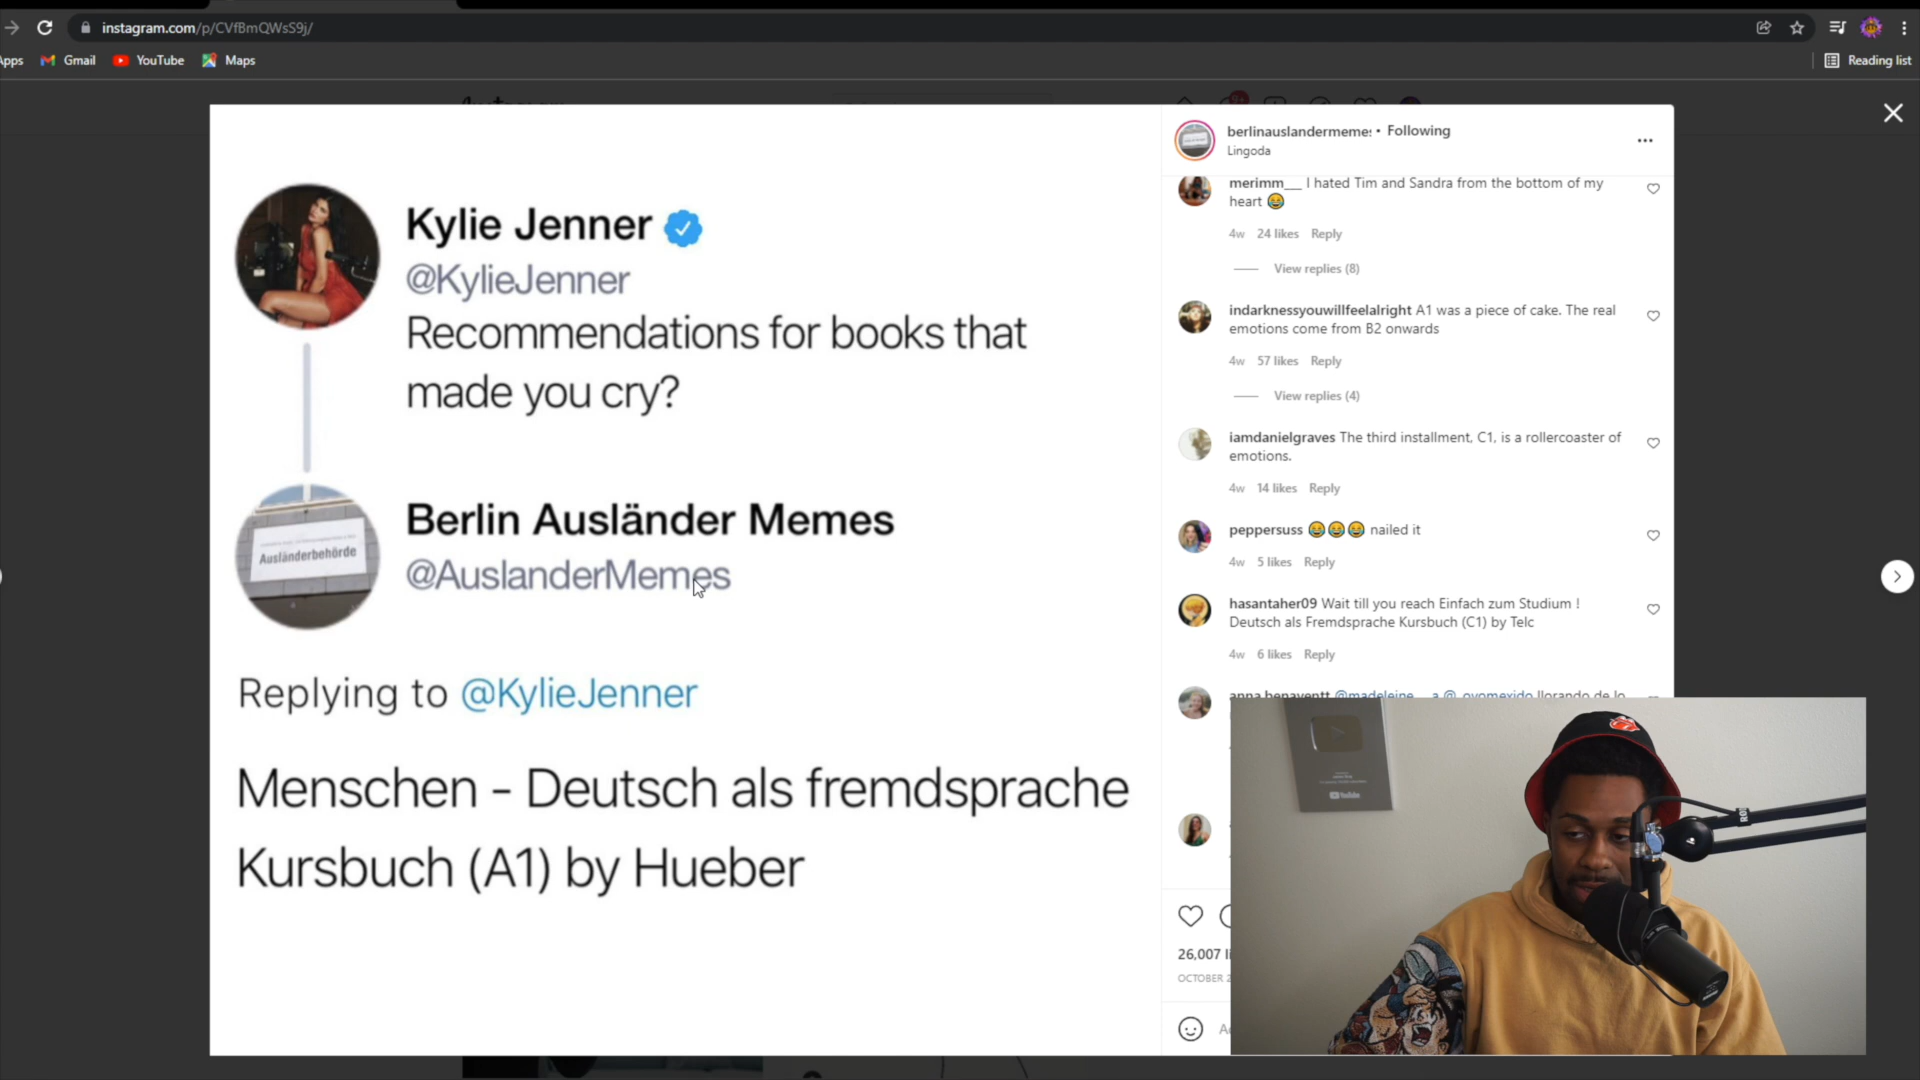 instagram.com/p/CVfBmQWsS9j/
Apps
Gmail
YouTube
Maps
Reading list
Kylie Jenner
@KylieJenner
Recommendations for books that
made you cry?
Ausländerbehörde
Berlin Ausländer Memes
@AuslanderMemes
Replying to @KylieJenner
Menschen - Deutsch als fremdsprache
Kursbuch (A1) by Hueber
berlinauslandermeme: • Following
Lingoda
merimm___ I hated Tim and Sandra from the bottom of my
heart 😂
4w 24 likes Reply
View replies (8)
indarknessyouwillfeelalright A1 was a piece of cake. The real
emotions come from B2 onwards
4w 57 likes Reply
View replies (4)
iamdanielgraves The third installment, C1, is a rollercoaster of
emotions.
4w 14 likes Reply
peppersuss 😂😂😂 nailed it
4w 5 likes Reply
hasantaher09 Wait till you reach Einfach zum Studium !
Deutsch als Fremdsprache Kursbuch (C1) by Telc
4w 6 likes Reply
llorando de lo
26,007 li
OCTOBER 2
YouTube